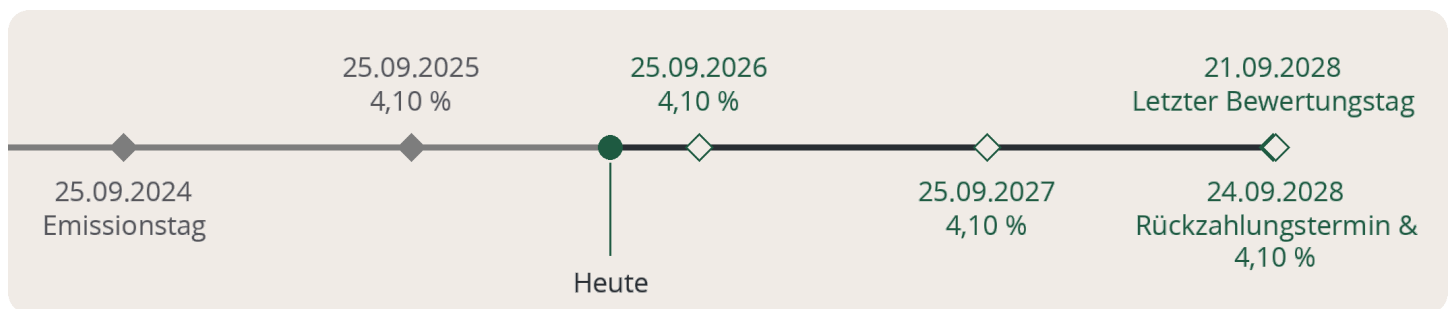 25.09.2024
Emissionstag
25.09.2025
4,10 %
Heute
25.09.2026
4,10 %
25.09.2027
4,10 %
21.09.2028
Letzter Bewertungstag
24.09.2028
Rückzahlungstermin &
4,10 %